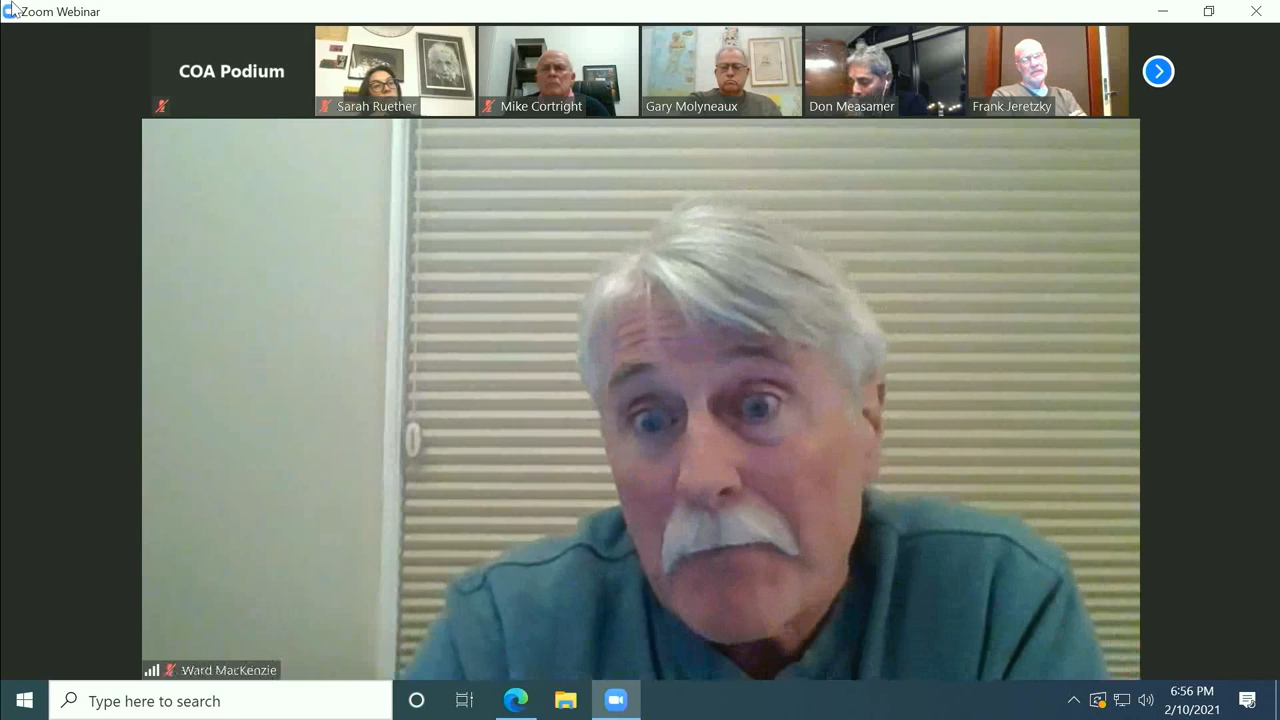 Zoom Webinar
COA Podium
Sarah Ruether
Mike Cortright
Gary Molyneaux
Don Measamer
Frank Jeretzky
Ward MacKenzie
Type here to search
6:56 PM
2/10/2021